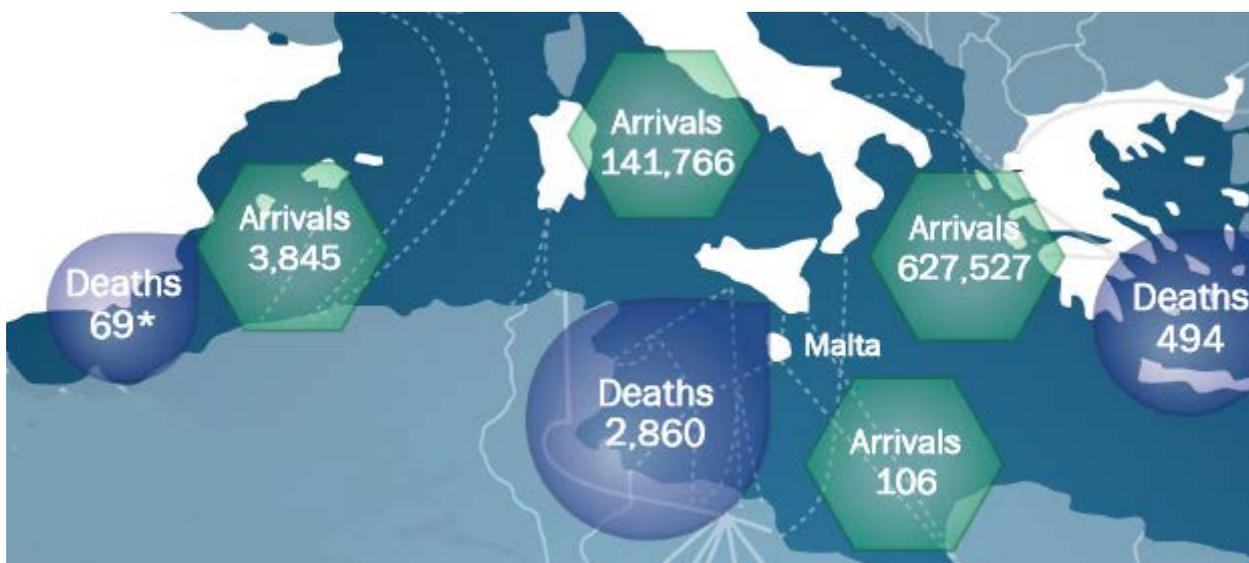 Arrivals
141,766
Arrivals
3,845
Arrivals
627,527
Deaths
69*
Deaths
494
Malta
Deaths
2,860
Arrivals
106